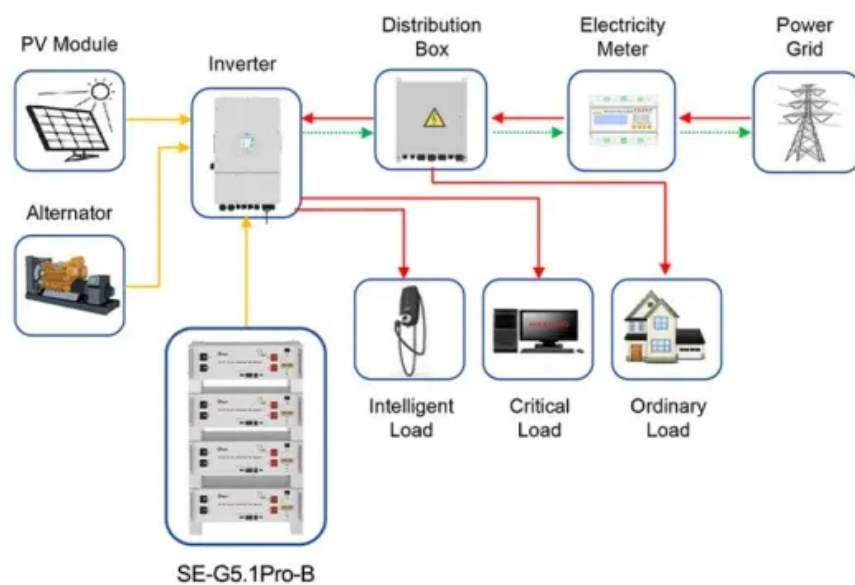 PV Module
Inverter
Distribution
Box
Electricity
Meter
Power
Grid
Alternator
Intelligent
Load
Critical
Load
Ordinary
Load
SE-G5.1Pro-B